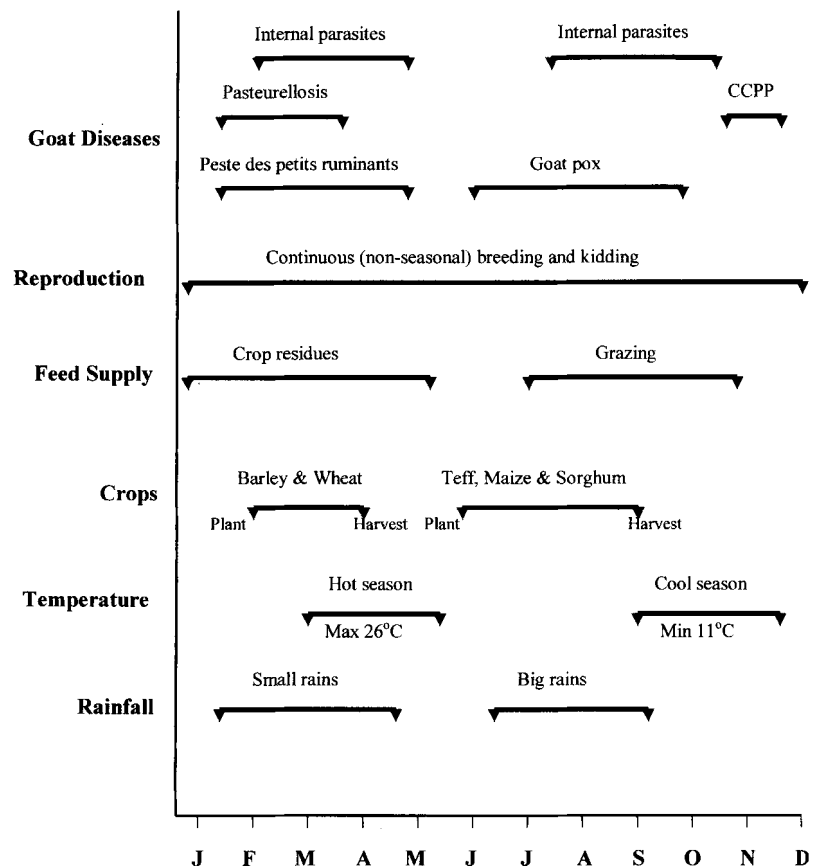 Internal parasites Internal parasites
Pasteurellosis CCPP
Goat Diseases
Peste des petits ruminants Goat pox
Continuous (non-seasonal) breeding and kidding
Reproduction
Crop residues Grazing
Feed Supply
Barley & Wheat Teff, Maize & Sorghum
Crops
Plant Harvest Plant Harvest
Hot season Cool season
Temperature
Max 26°C Min 11°C
Small rains Big rains
Rainfall
J F M A M J J A S O N D